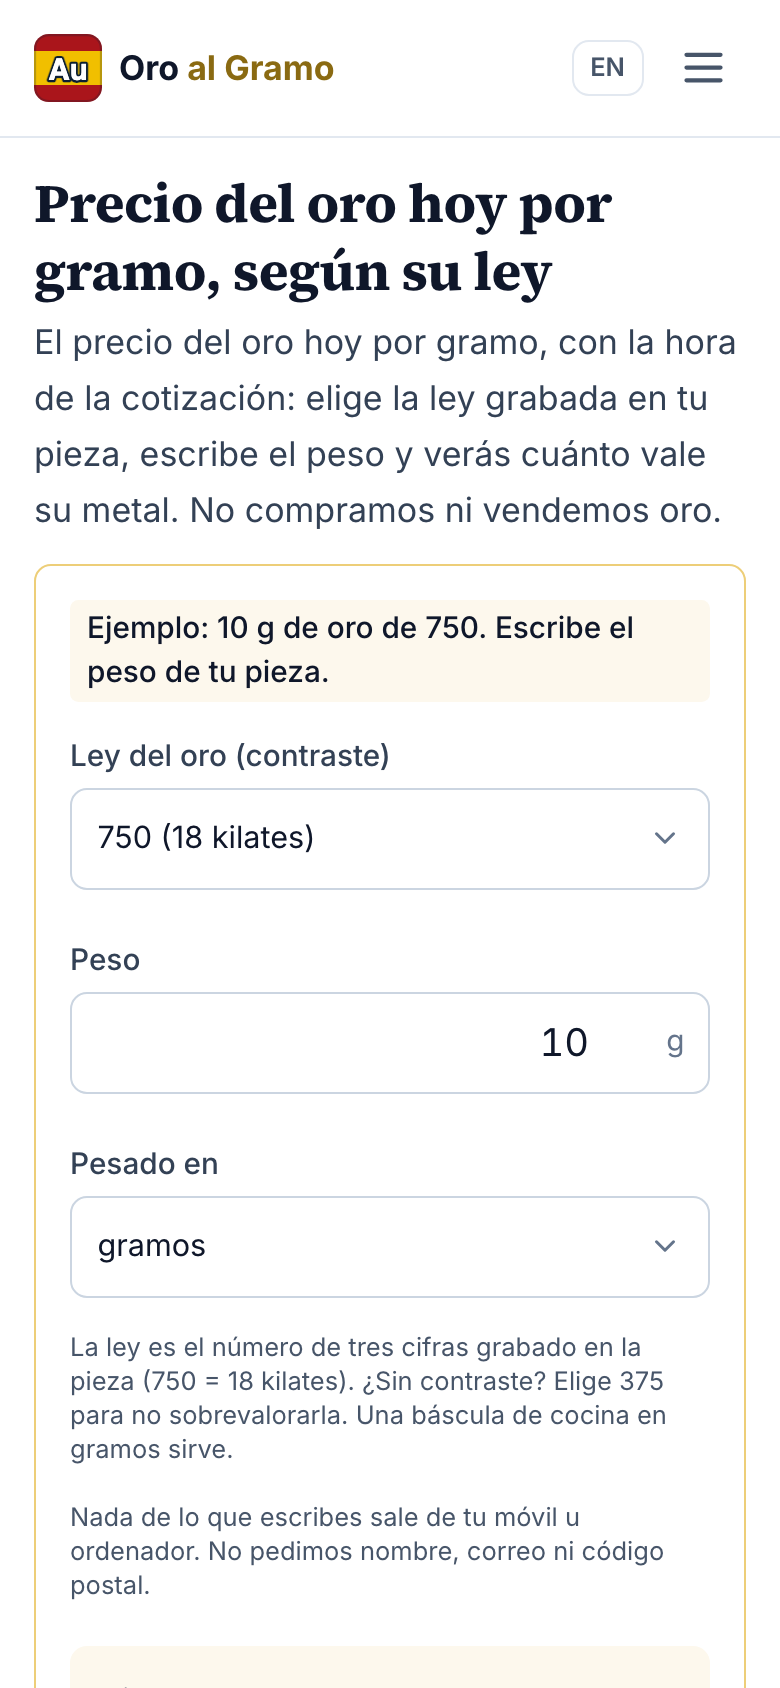 Au
Oro al Gramo
EN
Precio del oro hoy por
gramo, según su ley
El precio del oro hoy por gramo, con la hora
de la cotización: elige la ley grabada en tu
pieza, escribe el peso y verás cuánto vale
su metal. No compramos ni vendemos oro.
Ejemplo: 10 g de oro de 750. Escribe el
peso de tu pieza.
Ley del oro (contraste)
750 (18 kilates)
Peso
10 g
Pesado en
gramos
La ley es el número de tres cifras grabado en la
pieza (750 = 18 kilates). ¿Sin contraste? Elige 375
para no sobrevalorarla. Una báscula de cocina en
gramos sirve.
Nada de lo que escribes sale de tu móvil u
ordenador. No pedimos nombre, correo ni código
postal.